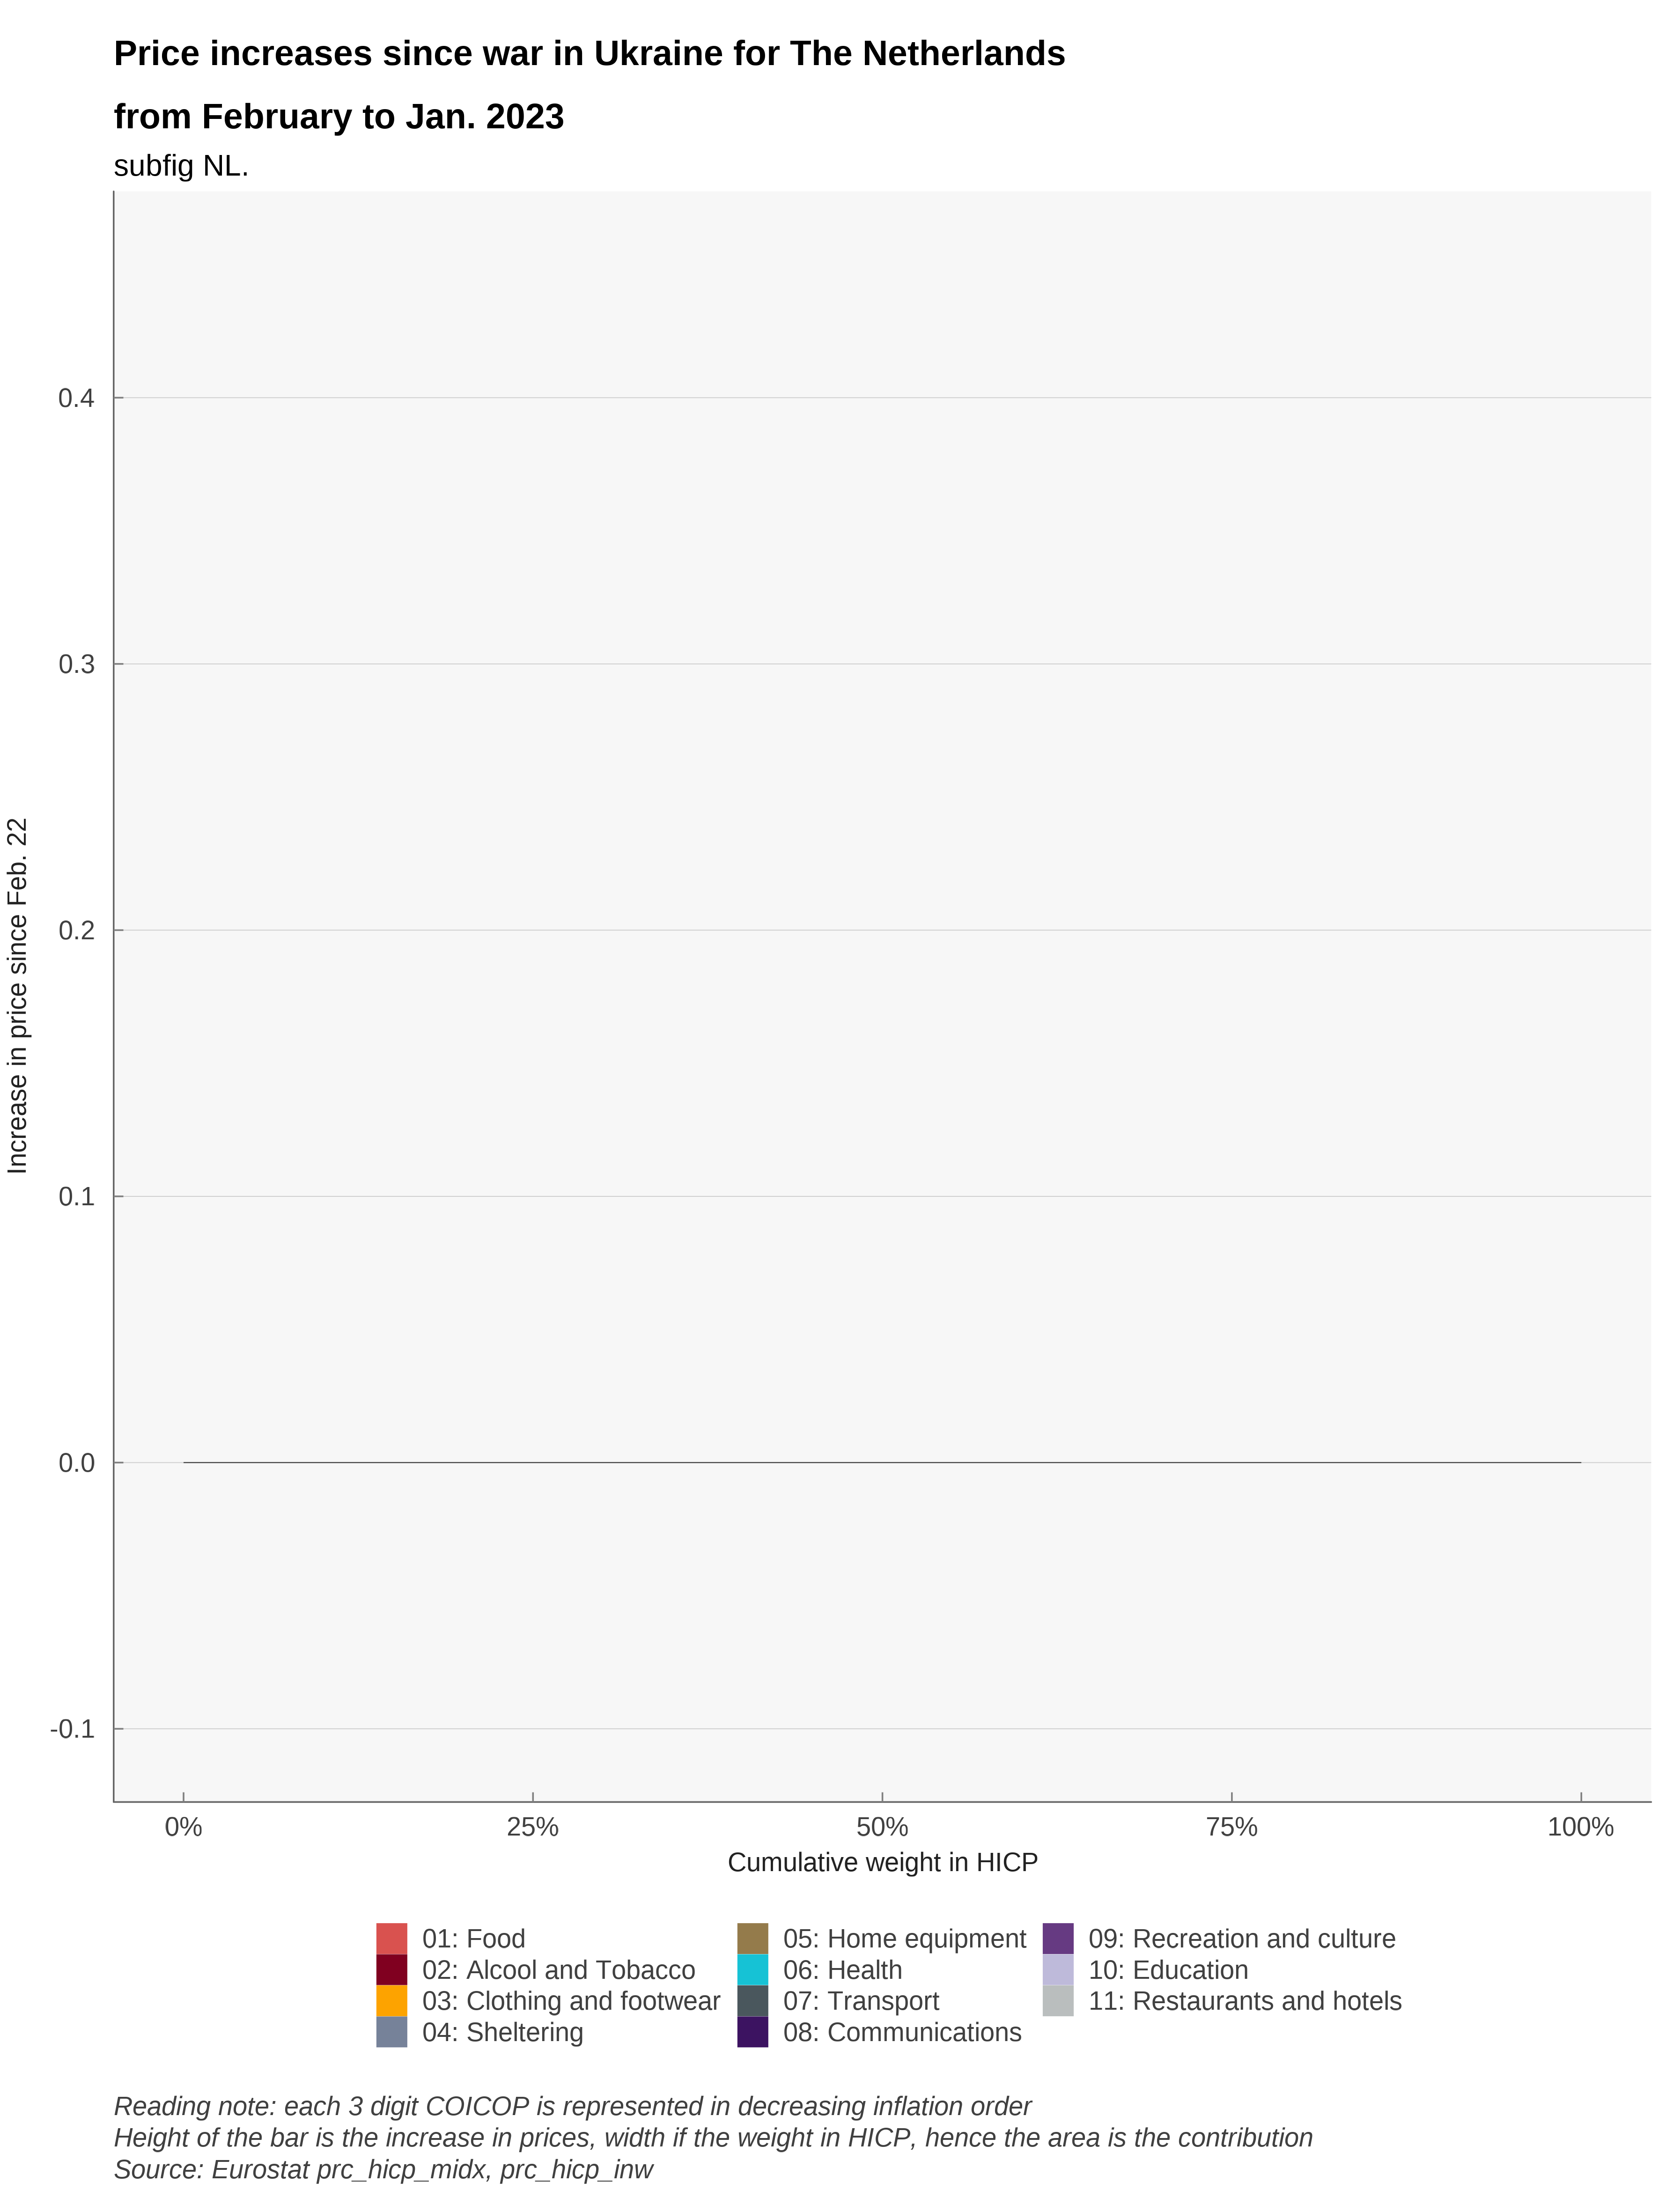 Price increases since war in Ukraine for The Netherlands
from February to Jan. 2023
subfig NL.
Increase in price since Feb. 22
0.4
0.3
0.2
0.1
0.0
-0.1
0%
25%
50%
75%
100%
Cumulative weight in HICP
01: Food
02: Alcool and Tobacco
03: Clothing and footwear
04: Sheltering
05: Home equipment
06: Health
07: Transport
08: Communications
09: Recreation and culture
10: Education
11: Restaurants and hotels
Reading note: each 3 digit COICOP is represented in decreasing inflation order
Height of the bar is the increase in prices, width if the weight in HICP, hence the area is the contribution
Source: Eurostat prc_hicp_midx, prc_hicp_inw